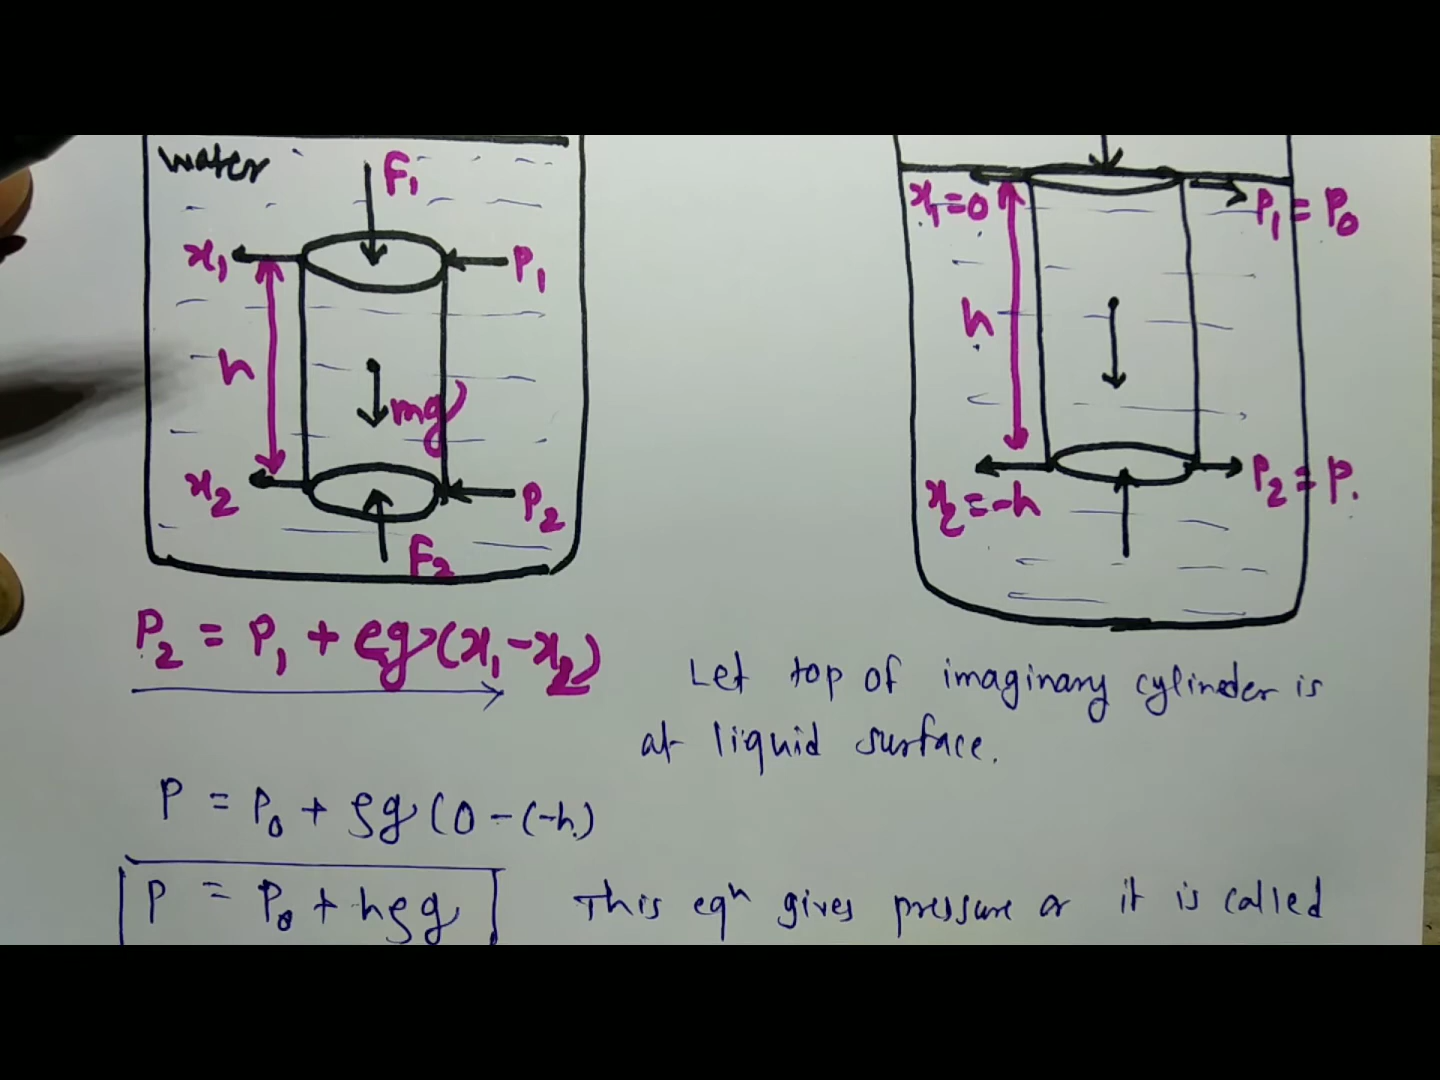 water
F₁
x₁
P₁
h
mg
x₂
P₂
F₂
x₁=0
P₁ = P₀
h
x₂=-h
P₂ = P.
P₂ = P₁ + ρg(x₁-x₂)
Let top of imaginary cylinder is
at liquid surface.
P = P₀ + ρg(0-(-h)
P = P₀ + hρg
This eqⁿ gives pressure or it is called